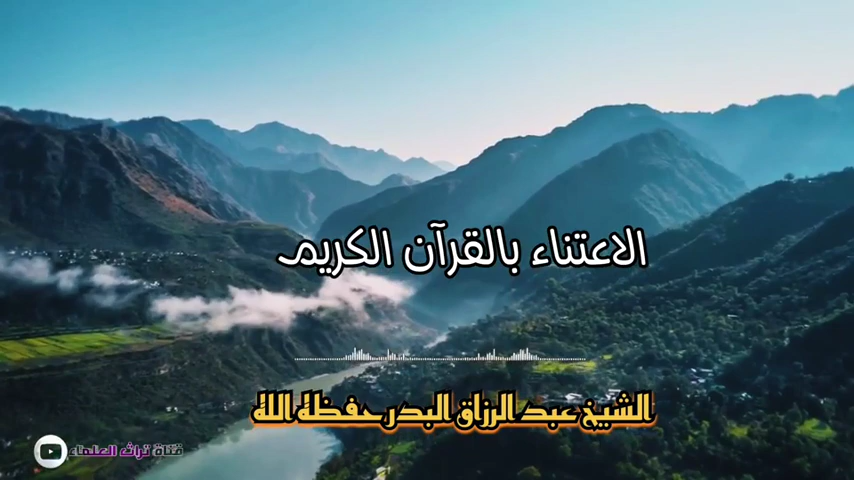 الاعتناء بالقرآن الكريم
الشيخ عبد الرزاق البدر حفظه الله
قناة تراث العلماء